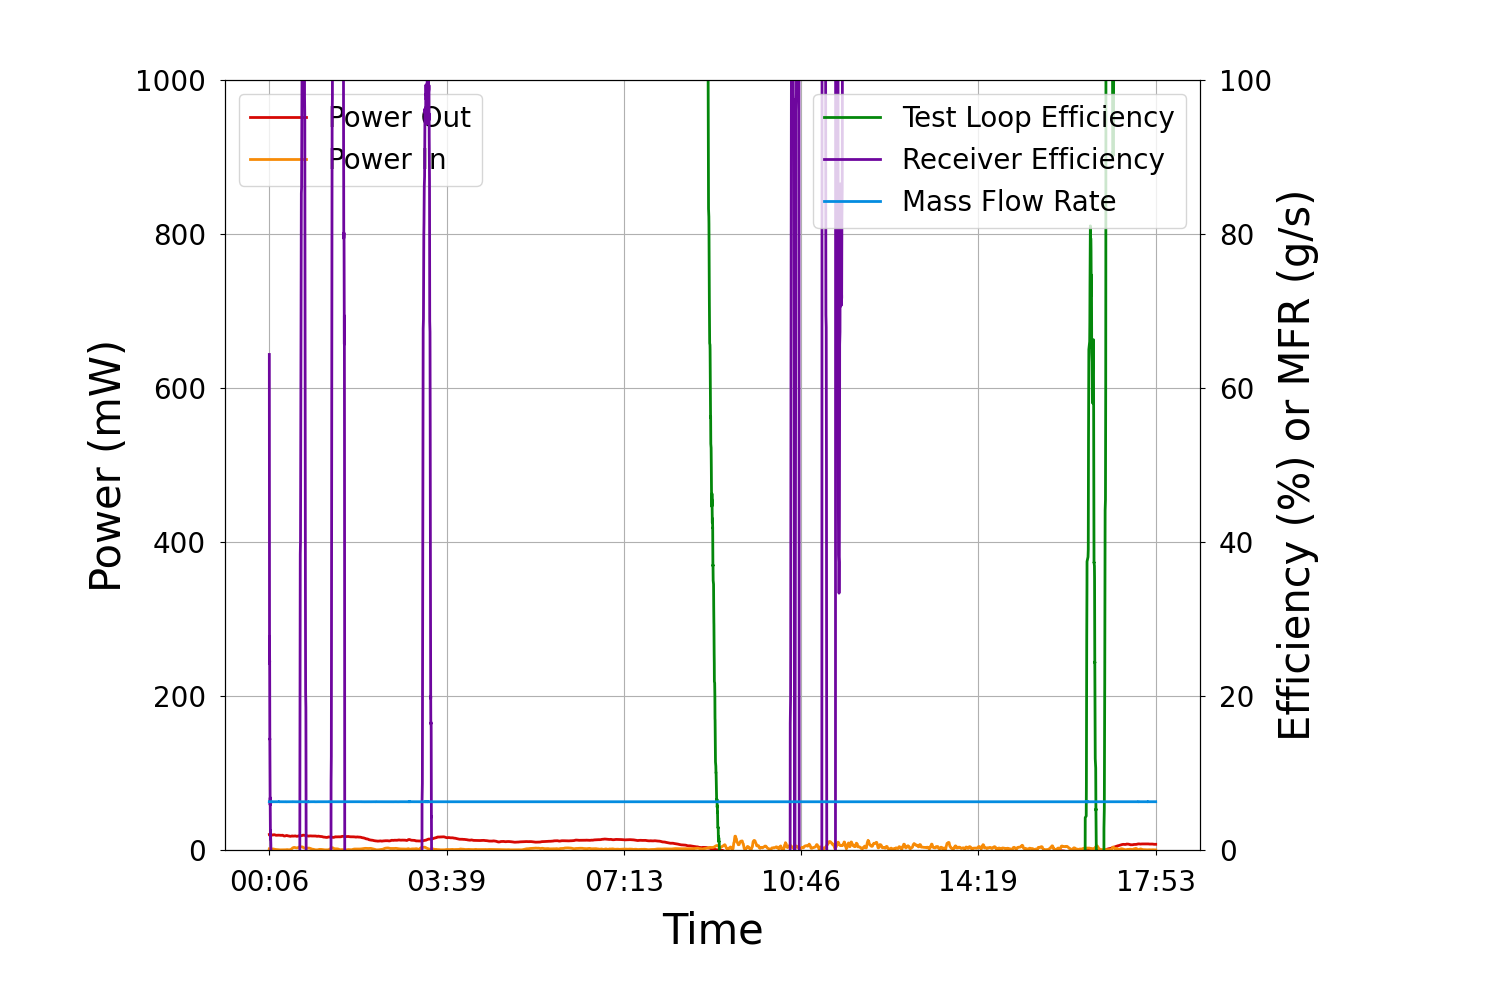 1000
800
600
400
200
0
Power (mW)
Power Out
Power In
Test Loop Efficiency
Receiver Efficiency
Mass Flow Rate
100
80
60
40
20
0
Efficiency (%) or MFR (g/s)
00:06 03:39 07:13 10:46 14:19 17:53
Time